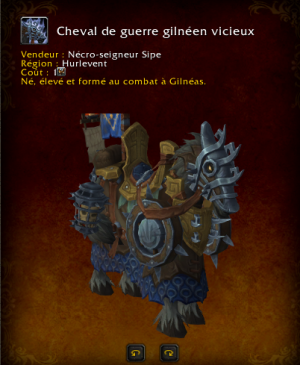 Cheval de guerre gilnéen vicieux
Vendeur : Nécro-seigneur Sipe
Région : Hurlevent
Coût : 1
Né, élevé et formé au combat à Gilnéas.